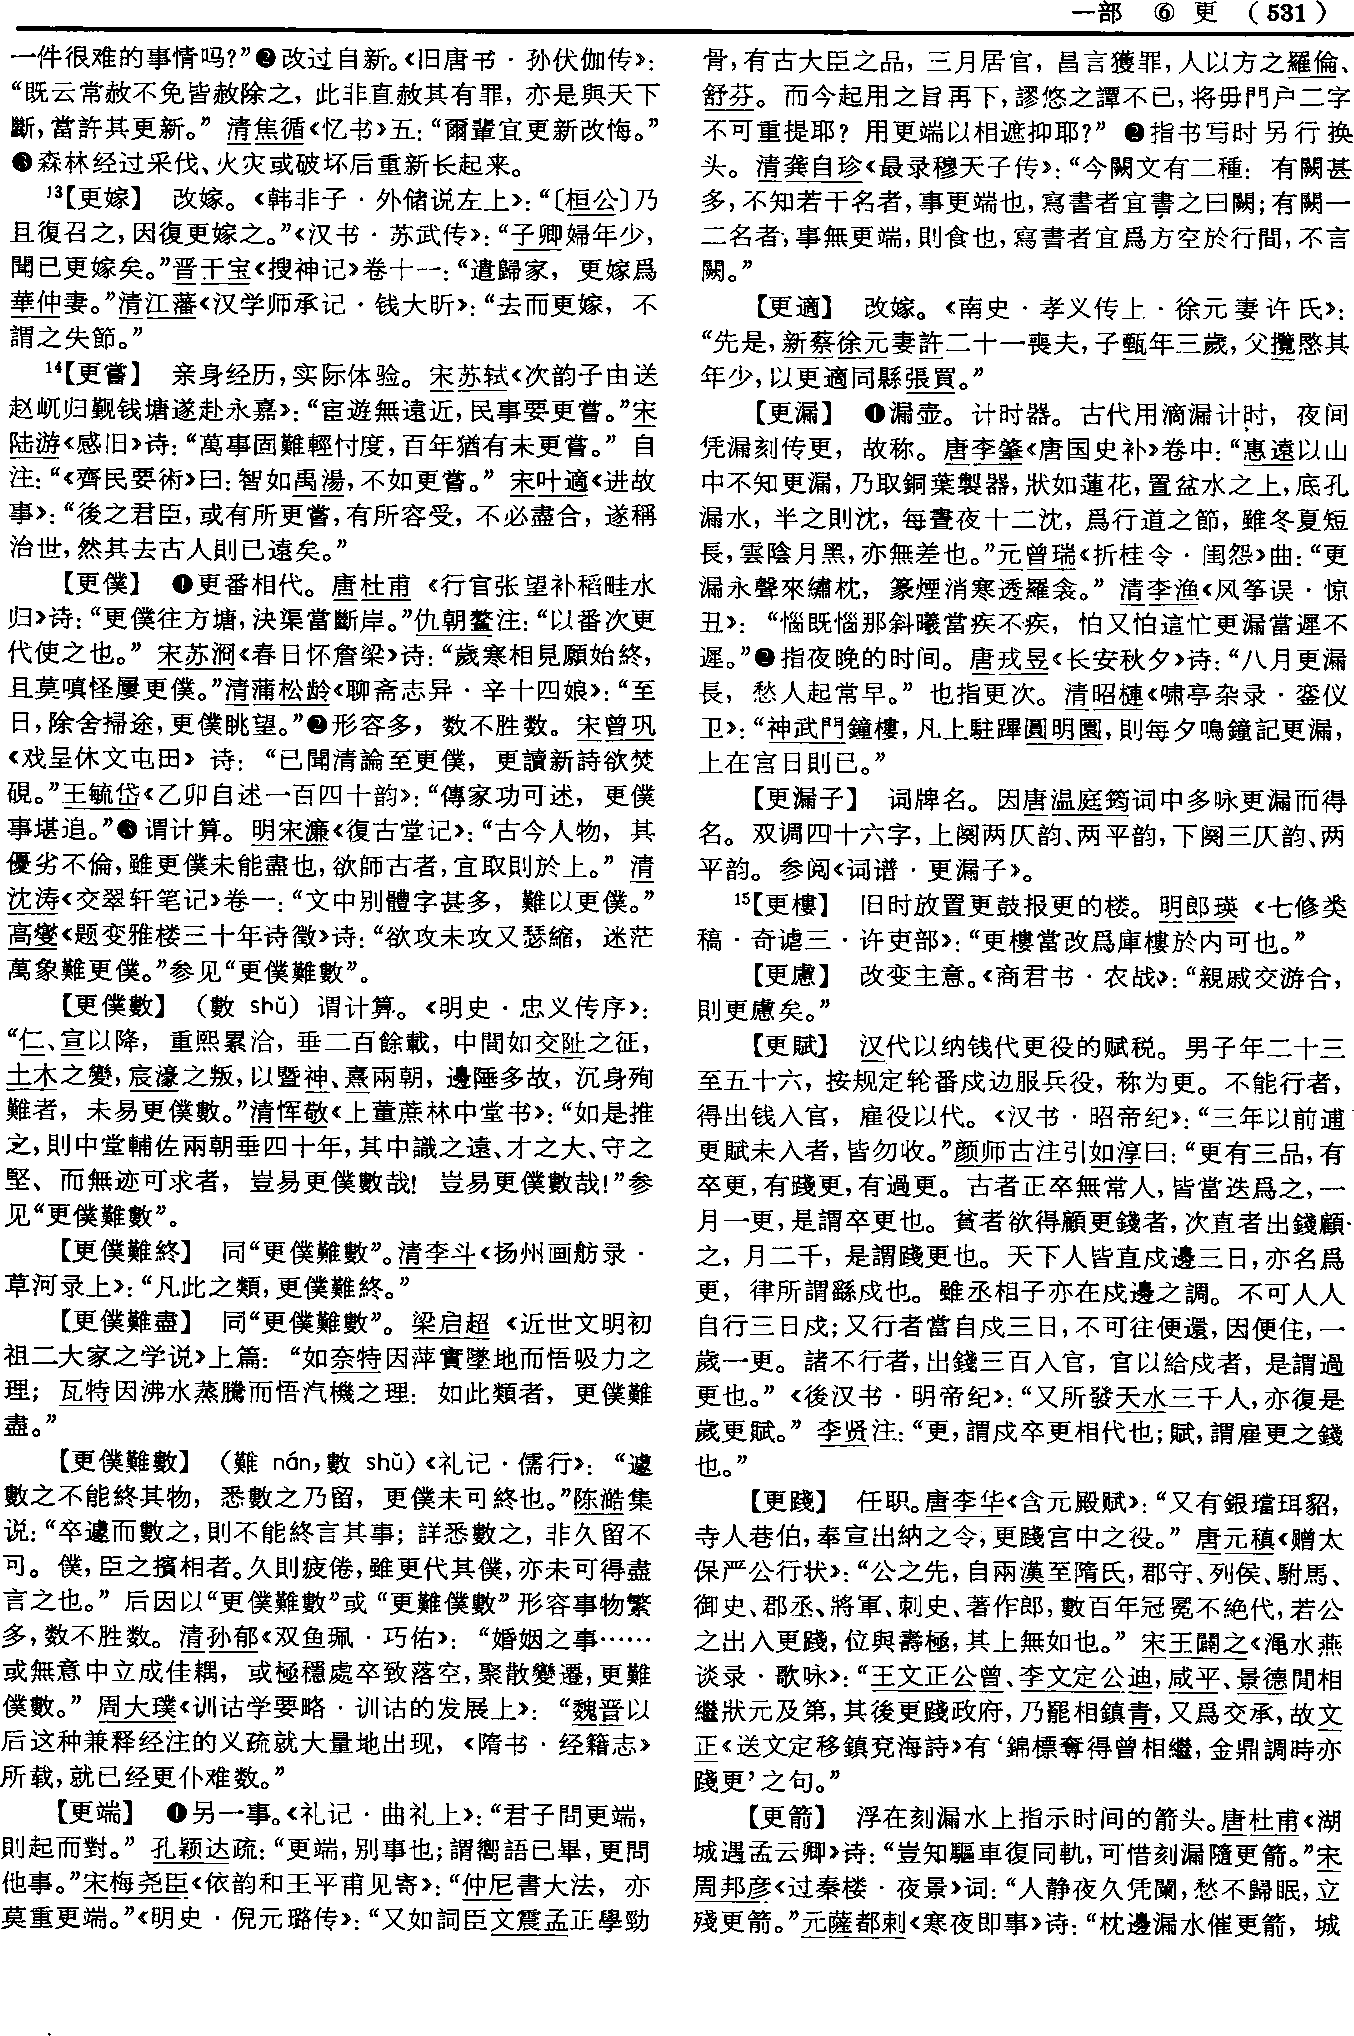 一部 ⑥ 更 （531）
一件很难的事情吗？”❷改过自新。《旧唐书·孙伏伽传》：
“既云常赦不免皆赦除之，此非直赦其有罪，亦是與天下
斷，當許其更新。” 清焦循《忆书》五：“爾輩宜更新改悔。”
❸森林经过采伐、火灾或破坏后重新长起来。
13【更嫁】 改嫁。《韩非子·外储说左上》：“〔桓公〕乃
且復召之，因復更嫁之。”《汉书·苏武传》：“子卿婦年少，
聞已更嫁矣。”晋干宝《搜神记》卷十一：“遣歸家，更嫁爲
華仲妻。”清江藩《汉学师承记·钱大昕》：“去而更嫁，不
謂之失節。”
14【更嘗】 亲身经历，实际体验。宋苏轼《次韵子由送
赵㞦归觐钱塘遂赴永嘉》：“宦遊無遠近，民事要更嘗。”宋
陆游《感旧》诗：“萬事固難輕忖度，百年猶有未更嘗。” 自
注：“《齊民要術》曰：智如禹湯，不如更嘗。” 宋叶適《进故
事》：“後之君臣，或有所更嘗，有所容受，不必盡合，遂稱
治世，然其去古人則已遠矣。”
【更僕】 ❶更番相代。唐杜甫《行官张望补稻畦水
归》诗：“更僕往方塘，決渠當斷岸。”仇朝鳌注：“以番次更
代使之也。” 宋苏泂《春日怀詹梁》诗：“歲寒相見願始終，
且莫嗔怪屢更僕。”清蒲松龄《聊斋志异·辛十四娘》：“至
日，除舍掃途，更僕眺望。”❷形容多，数不胜数。宋曾巩
《戏呈休文屯田》诗：“已聞清論至更僕，更讀新詩欲焚
硯。”王毓岱《乙卯自述一百四十韵》：“傳家功可述，更僕
事堪追。”❸谓计算。明宋濂《復古堂记》：“古今人物，其
優劣不倫，雖更僕未能盡也，欲師古者，宜取則於上。” 清
沈涛《交翠轩笔记》卷一：“文中别體字甚多，難以更僕。”
高燮《题变雅楼三十年诗徵》诗：“欲攻未攻又瑟縮，迷茫
萬象難更僕。”参见“更僕難數”。
【更僕數】 （數 shǔ）谓计算。《明史·忠义传序》：
“仁、宣以降，重熙累洽，垂二百餘載，中間如交阯之征，
土木之變，宸濠之叛，以暨神、熹兩朝，邊陲多故，沉身殉
難者，未易更僕數。”清恽敬《上董蔗林中堂书》：“如是推
之，則中堂輔佐兩朝垂四十年，其中識之遠、才之大、守之
堅、而無迹可求者，豈易更僕數哉！豈易更僕數哉！”参
见“更僕難數”。
【更僕難終】 同“更僕難數”。清李斗《扬州画舫录·
草河录上》：“凡此之類，更僕難終。”
【更僕難盡】 同“更僕難數”。梁启超《近世文明初
祖二大家之学说》上篇：“如奈特因萍實墜地而悟吸力之
理；瓦特因沸水蒸騰而悟汽機之理：如此類者，更僕難
盡。”
【更僕難數】 （難 nán，數 shǔ）《礼记·儒行》：“遽
數之不能終其物，悉數之乃留，更僕未可終也。”陈澔集
说：“卒遽而數之，則不能終言其事；詳悉數之，非久留不
可。僕，臣之擯相者。久則疲倦，雖更代其僕，亦未可得盡
言之也。” 后因以“更僕難數”或“更難僕數”形容事物繁
多，数不胜数。清孙郁《双鱼珮·巧佑》：“婚姻之事……
或無意中立成佳耦，或極穩處卒致落空，聚散變遷，更難
僕數。” 周大璞《训诂学要略·训诂的发展上》：“魏晋以
后这种兼释经注的义疏就大量地出现，《隋书·经籍志》
所载，就已经更仆难数。”
【更端】 ❶另一事。《礼记·曲礼上》：“君子問更端，
則起而對。” 孔颖达疏：“更端，别事也；謂嚮語已畢，更問
他事。”宋梅尧臣《依韵和王平甫见寄》：“仲尼書大法，亦
莫重更端。”《明史·倪元璐传》：“又如詞臣文震孟正學勁
骨，有古大臣之品，三月居官，昌言獲罪，人以方之羅倫、
舒芬。而今起用之旨再下，謬悠之譚不已，将毋門户二字
不可重提耶？用更端以相遮抑耶？” ❷指书写时另行换
头。清龚自珍《最录穆天子传》：“今闕文有二種：有闕甚
多，不知若干名者，事更端也，寫書者宜書之曰闕；有闕一
二名者，事無更端，則食也，寫書者宜爲方空於行間，不言
闕。”
【更適】 改嫁。《南史·孝义传上·徐元妻许氏》：
“先是，新蔡徐元妻許二十一喪夫，子甄年三歲，父攬愍其
年少，以更適同縣張買。”
【更漏】 ❶漏壶。计时器。古代用滴漏计时，夜间
凭漏刻传更，故称。唐李肇《唐国史补》卷中：“惠遠以山
中不知更漏，乃取銅葉製器，狀如蓮花，置盆水之上，底孔
漏水，半之則沈，每晝夜十二沈，爲行道之節，雖冬夏短
長，雲陰月黑，亦無差也。”元曾瑞《折桂令·闺怨》曲：“更
漏永聲來繡枕，篆煙消寒透羅衾。” 清李渔《风筝误·惊
丑》：“惱既惱那斜曦當疾不疾，怕又怕這忙更漏當遲不
遲。”❷指夜晚的时间。唐戎昱《长安秋夕》诗：“八月更漏
長，愁人起常早。” 也指更次。清昭槤《啸亭杂录·銮仪
卫》：“神武門鐘樓，凡上駐蹕圓明園，則每夕鳴鐘記更漏，
上在宫日則已。”
【更漏子】 词牌名。因唐温庭筠词中多咏更漏而得
名。双调四十六字，上阕两仄韵、两平韵，下阕三仄韵、两
平韵。参阅《词谱·更漏子》。
15【更樓】 旧时放置更鼓报更的楼。明郎瑛《七修类
稿·奇谑三·许吏部》：“更樓當改爲庫樓於内可也。”
【更慮】 改变主意。《商君书·农战》：“親戚交游合，
則更慮矣。”
【更賦】 汉代以纳钱代更役的赋税。男子年二十三
至五十六，按规定轮番戍边服兵役，称为更。不能行者，
得出钱入官，雇役以代。《汉书·昭帝纪》：“三年以前逋
更賦未入者，皆勿收。”颜师古注引如淳曰：“更有三品，有
卒更，有踐更，有過更。古者正卒無常人，皆當迭爲之，一
月一更，是謂卒更也。貧者欲得顧更錢者，次直者出錢顧
之，月二千，是謂踐更也。天下人皆直戍邊三日，亦名爲
更，律所謂繇戍也。雖丞相子亦在戍邊之調。不可人人
自行三日戍；又行者當自戍三日，不可往便還，因便住，一
歲一更。諸不行者，出錢三百入官，官以給戍者，是謂過
更也。”《後汉书·明帝纪》：“又所發天水三千人，亦復是
歲更賦。” 李贤注：“更，謂戍卒更相代也；賦，謂雇更之錢
也。”
【更踐】 任职。唐李华《含元殿赋》：“又有銀璫珥貂，
寺人巷伯，奉宣出納之令，更踐宫中之役。” 唐元稹《赠太
保严公行状》：“公之先，自兩漢至隋氏，郡守、列侯、駙馬、
御史、郡丞、將軍、刺史、著作郎，數百年冠冕不絶代，若公
之出入更踐，位與壽極，其上無如也。” 宋王闢之《渑水燕
谈录·歌咏》：“王文正公曾、李文定公迪，咸平、景德間相
繼狀元及第，其後更踐政府，乃罷相鎮青，又爲交承，故文
正《送文定移鎮兗海詩》有‘錦標奪得曾相繼，金鼎調時亦
踐更’之句。”
【更箭】 浮在刻漏水上指示时间的箭头。唐杜甫《湖
城遇孟云卿》诗：“豈知驅車復同軌，可惜刻漏隨更箭。”宋
周邦彦《过秦楼·夜景》词：“人静夜久凭闌，愁不歸眠，立
殘更箭。”元薩都剌《寒夜即事》诗：“枕邊漏水催更箭，城